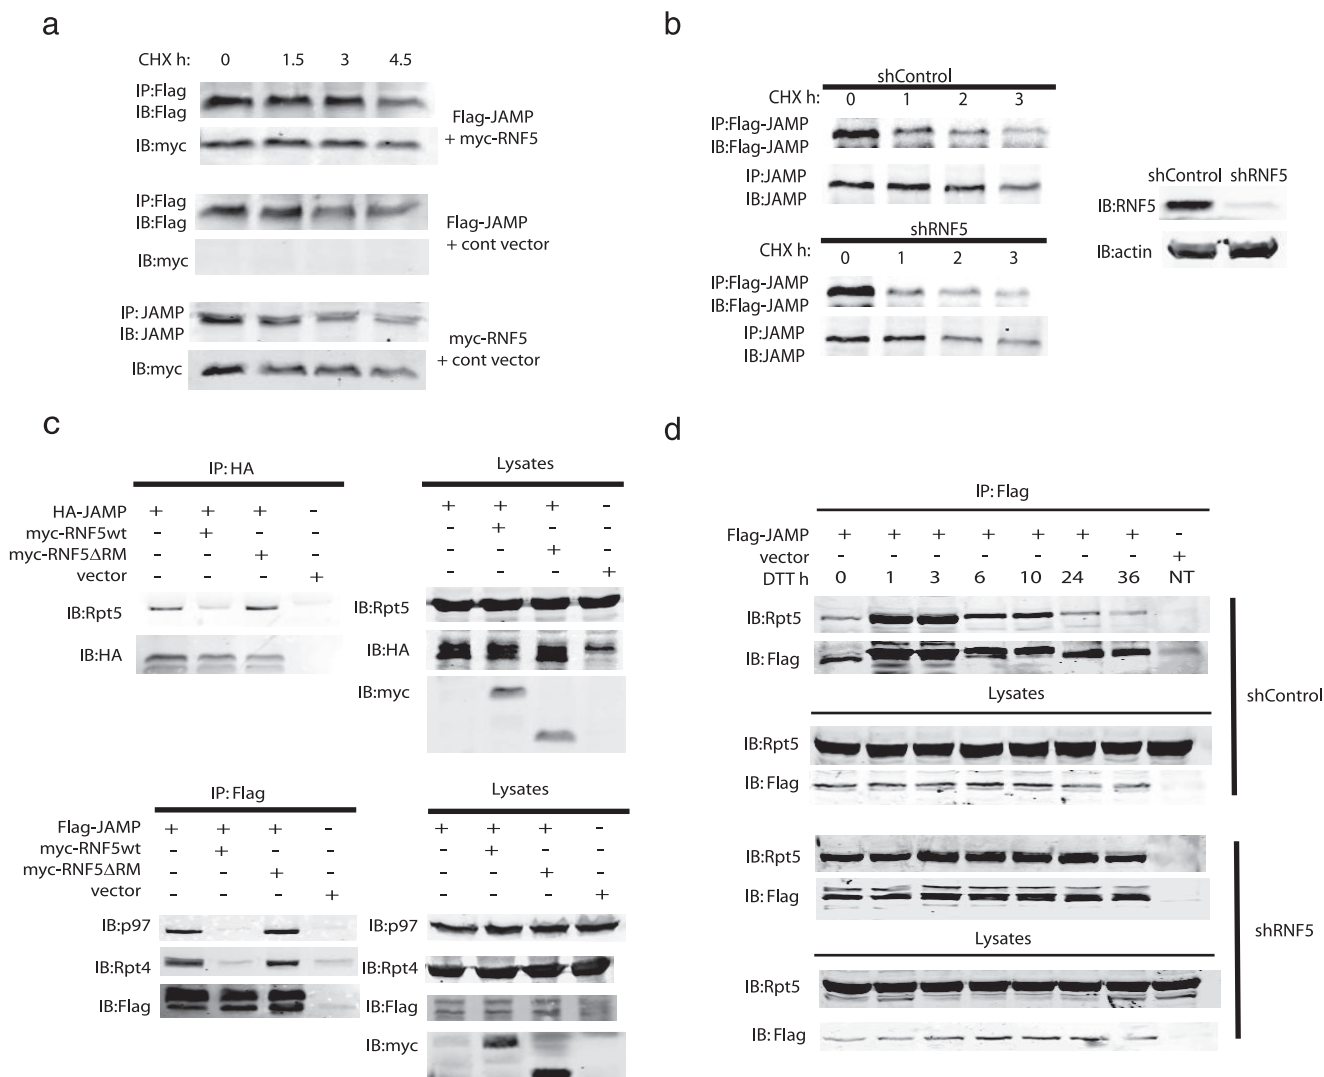 a
CHX h: 0 1.5 3 4.5
IP:Flag
IB:Flag
IB:myc
Flag-JAMP
+ myc-RNF5
IP:Flag
IB:Flag
IB:myc
Flag-JAMP
+ cont vector
IP: JAMP
IB: JAMP
IB:myc
myc-RNF5
+ cont vector
b
shControl
CHX h: 0 1 2 3
IP:Flag-JAMP
IB:Flag-JAMP
IP:JAMP
IB:JAMP
shRNF5
CHX h: 0 1 2 3
IP:Flag-JAMP
IB:Flag-JAMP
IP:JAMP
IB:JAMP
shControl shRNF5
IB:RNF5
IB:actin
c
IP: HA
HA-JAMP + + + -
myc-RNF5wt - + - -
myc-RNF5ΔRM - - + -
vector - - - +
IB:Rpt5
IB:HA
Lysates
+ + + -
- + - -
- - + -
- - - +
IB:Rpt5
IB:HA
IB:myc
IP: Flag
Flag-JAMP + + + -
myc-RNF5wt - + - -
myc-RNF5ΔRM - - + -
vector - - - +
IB:p97
IB:Rpt4
IB:Flag
Lysates
+ + + -
- + - -
- - + -
- - - +
IB:p97
IB:Rpt4
IB:Flag
IB:myc
d
IP: Flag
Flag-JAMP + + + + + + + -
vector - - - - - - - +
DTT h 0 1 3 6 10 24 36 NT
IB:Rpt5
IB: Flag
Lysates
IB:Rpt5
IB: Flag
shControl
IB:Rpt5
IB: Flag
Lysates
IB:Rpt5
IB: Flag
shRNF5